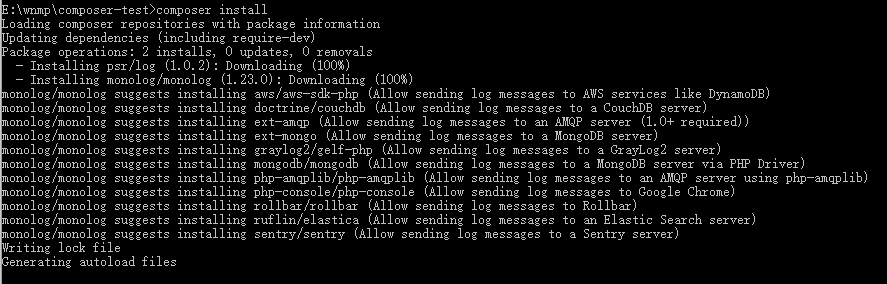 E:\wnmp\composer-test>composer install
Loading composer repositories with package information
Updating dependencies (including require-dev)
Package operations: 2 installs, 0 updates, 0 removals
  - Installing psr/log (1.0.2): Downloading (100%)
  - Installing monolog/monolog (1.23.0): Downloading (100%)
monolog/monolog suggests installing aws/aws-sdk-php (Allow sending log messages to AWS services like DynamoDB)
monolog/monolog suggests installing doctrine/couchdb (Allow sending log messages to a CouchDB server)
monolog/monolog suggests installing ext-amqp (Allow sending log messages to an AMQP server (1.0+ required))
monolog/monolog suggests installing ext-mongo (Allow sending log messages to a MongoDB server)
monolog/monolog suggests installing graylog2/gelf-php (Allow sending log messages to a GrayLog2 server)
monolog/monolog suggests installing mongodb/mongodb (Allow sending log messages to a MongoDB server via PHP Driver)
monolog/monolog suggests installing php-amqplib/php-amqplib (Allow sending log messages to an AMQP server using php-amqplib)
monolog/monolog suggests installing php-console/php-console (Allow sending log messages to Google Chrome)
monolog/monolog suggests installing rollbar/rollbar (Allow sending log messages to Rollbar)
monolog/monolog suggests installing ruflin/elastica (Allow sending log messages to an Elastic Search server)
monolog/monolog suggests installing sentry/sentry (Allow sending log messages to a Sentry server)
Writing lock file
Generating autoload files